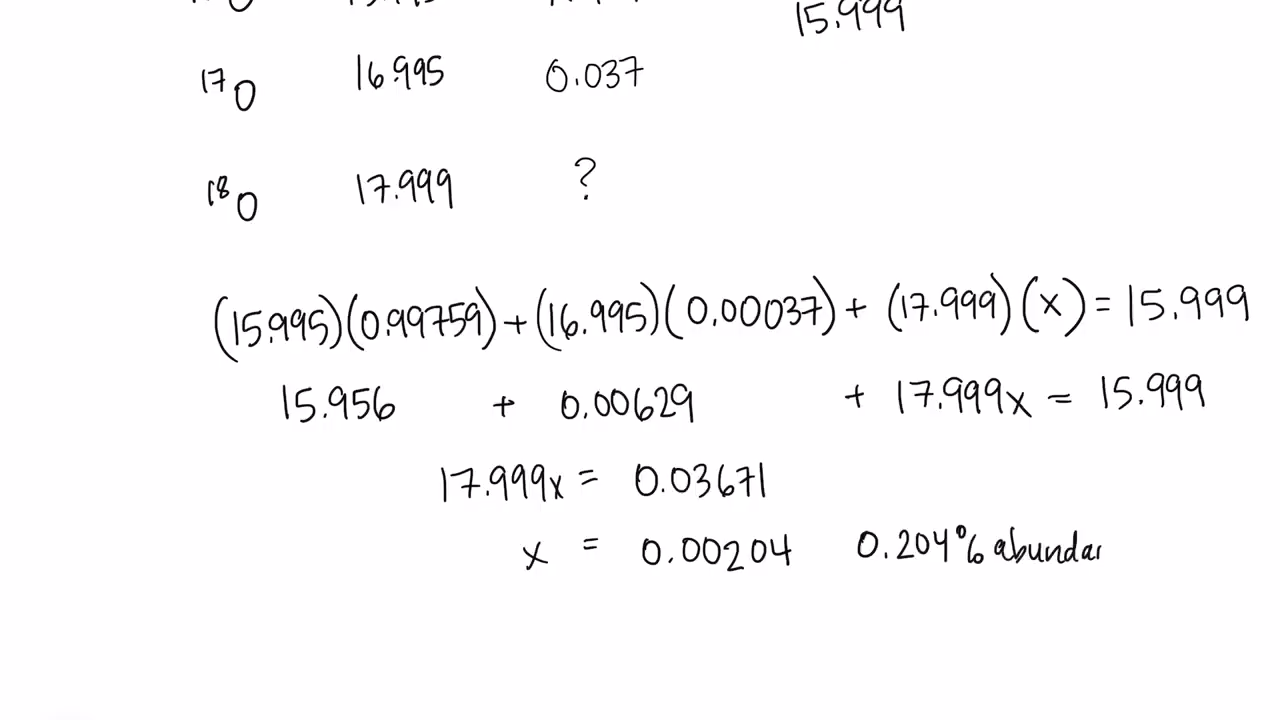 15.999
¹⁷O 16.995 0.037
¹⁸O 17.999 ?
(15.995)(0.99759)+(16.995)(0.00037)+(17.999)(x)=15.999
15.956 + 0.00629 + 17.999x = 15.999
17.999x = 0.03671
x = 0.00204 0.204% abundan